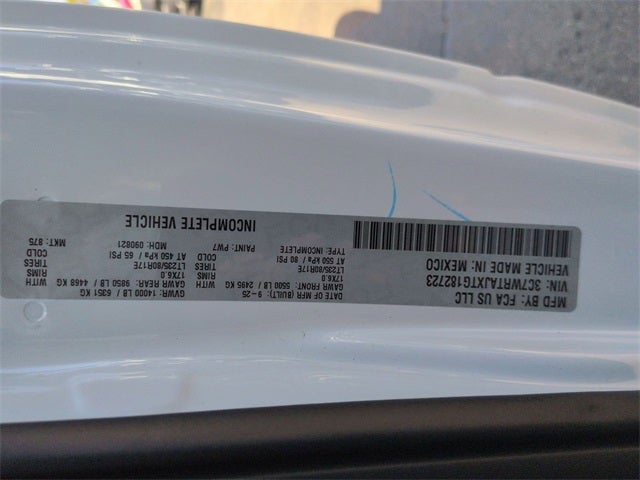 MFD BY: FCA US LLC
DATE OF MFR (BUILT): 9-25
GVWR: 14000 LB / 6351 KG
VIN: 3C7WRTAJXTG182723
GAWR FRONT: 5500 LB / 2495 KG WITH
GAWR REAR: 9850 LB / 4468 KG WITH
VEHICLE MADE IN: MEXICO
17X6.0 RIMS
17X6.0 RIMS
LT235/80R17E TIRES
LT235/80R17E TIRES
AT 550 kPa / 80 PSI COLD
AT 450 kPa / 65 PSI COLD
TYPE: INCOMPLETE
PAINT: PW7
MDH: 090821
MKT: 875
INCOMPLETE VEHICLE